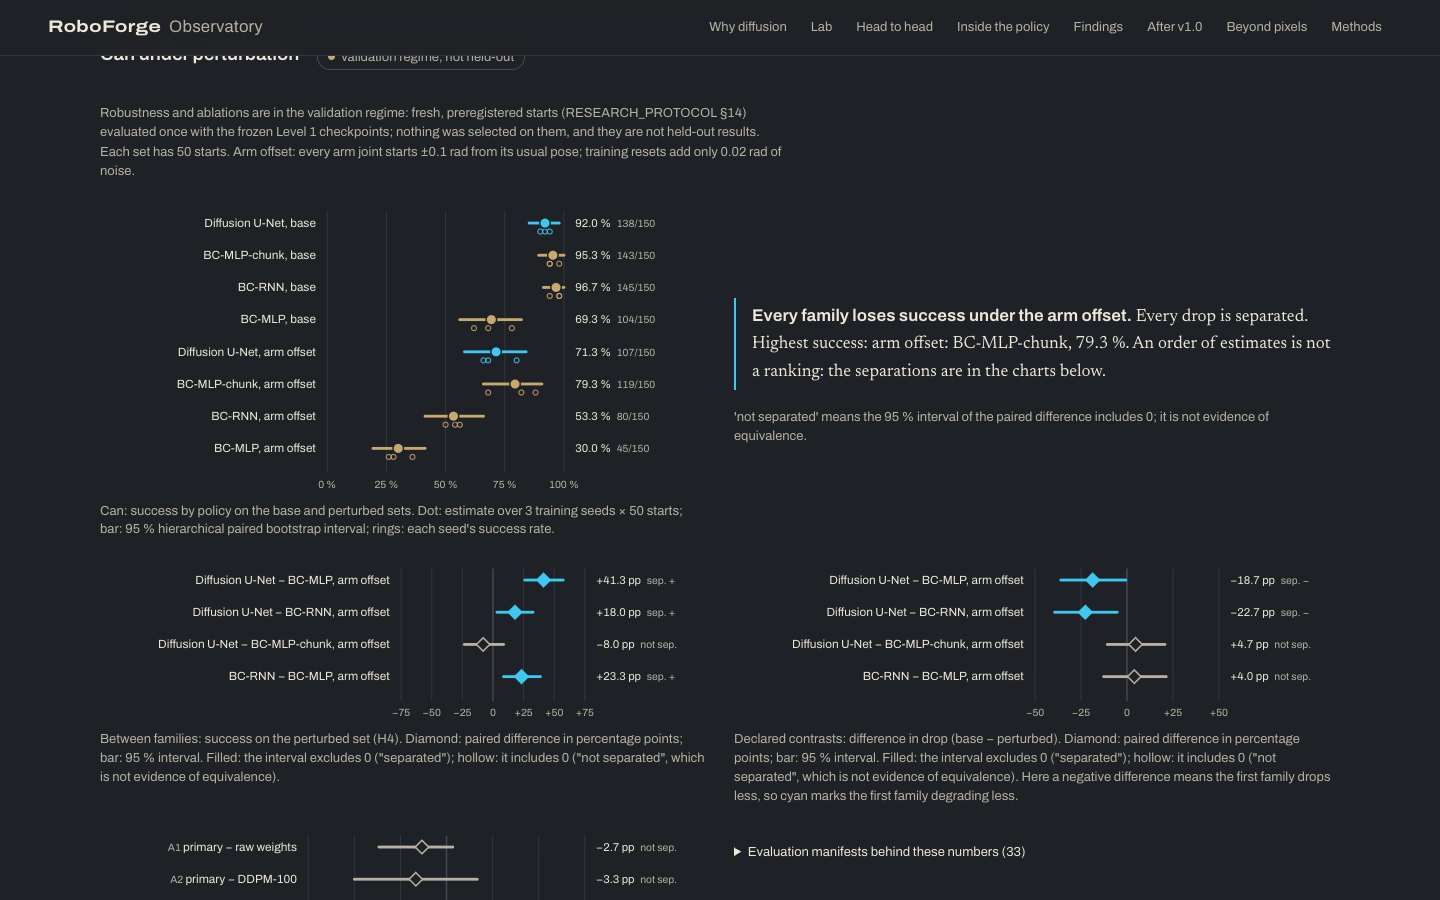 RoboForge Observatory
Why diffusion
Lab
Head to head
Inside the policy
Findings
After v1.0
Beyond pixels
Methods
Can under perturbation
validation regime, not held-out
Robustness and ablations are in the validation regime: fresh, preregistered starts (RESEARCH_PROTOCOL §14)
evaluated once with the frozen Level 1 checkpoints; nothing was selected on them, and they are not held-out results.
Each set has 50 starts. Arm offset: every arm joint starts ±0.1 rad from its usual pose; training resets add only 0.02 rad of
noise.
Diffusion U-Net, base 92.0 % 138/150
BC-MLP-chunk, base 95.3 % 143/150
BC-RNN, base 96.7 % 145/150
BC-MLP, base 69.3 % 104/150
Diffusion U-Net, arm offset 71.3 % 107/150
BC-MLP-chunk, arm offset 79.3 % 119/150
BC-RNN, arm offset 53.3 % 80/150
BC-MLP, arm offset 30.0 % 45/150
0 % 25 % 50 % 75 % 100 %
Can: success by policy on the base and perturbed sets. Dot: estimate over 3 training seeds × 50 starts;
bar: 95 % hierarchical paired bootstrap interval; rings: each seed's success rate.
Every family loses success under the arm offset. Every drop is separated.
Highest success: arm offset: BC-MLP-chunk, 79.3 %. An order of estimates is not
a ranking: the separations are in the charts below.
'not separated' means the 95 % interval of the paired difference includes 0; it is not evidence of
equivalence.
Diffusion U-Net – BC-MLP, arm offset +41.3 pp sep. +
Diffusion U-Net – BC-RNN, arm offset +18.0 pp sep. +
Diffusion U-Net – BC-MLP-chunk, arm offset −8.0 pp not sep.
BC-RNN – BC-MLP, arm offset +23.3 pp sep. +
−75 −50 −25 0 +25 +50 +75
Between families: success on the perturbed set (H4). Diamond: paired difference in percentage points;
bar: 95 % interval. Filled: the interval excludes 0 ("separated"); hollow: it includes 0 ("not separated", which
is not evidence of equivalence).
Diffusion U-Net – BC-MLP, arm offset −18.7 pp sep. −
Diffusion U-Net – BC-RNN, arm offset −22.7 pp sep. −
Diffusion U-Net – BC-MLP-chunk, arm offset +4.7 pp not sep.
BC-RNN – BC-MLP, arm offset +4.0 pp not sep.
−50 −25 0 +25 +50
Declared contrasts: difference in drop (base – perturbed). Diamond: paired difference in percentage
points; bar: 95 % interval. Filled: the interval excludes 0 ("separated"); hollow: it includes 0 ("not
separated", which is not evidence of equivalence). Here a negative difference means the first family drops
less, so cyan marks the first family degrading less.
A1 primary – raw weights −2.7 pp not sep.
A2 primary – DDPM-100 −3.3 pp not sep.
Evaluation manifests behind these numbers (33)